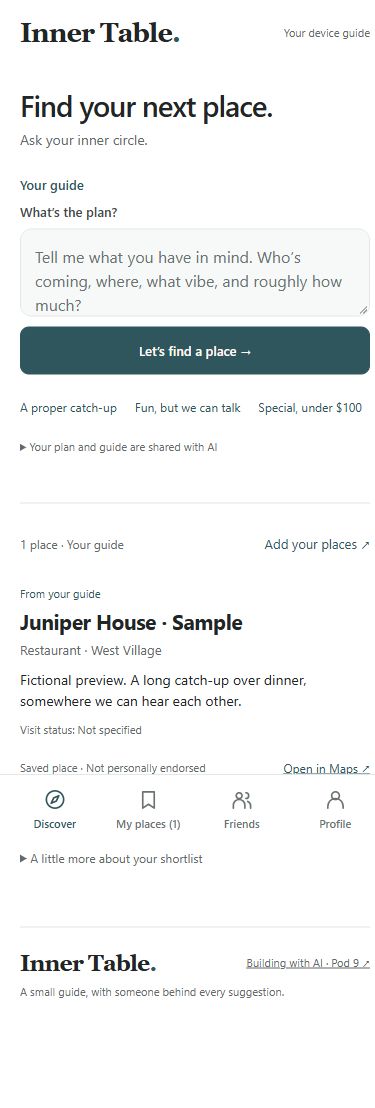 Inner Table.
Your device guide
Find your next place.
Ask your inner circle.
Your guide
What's the plan?
Tell me what you have in mind. Who's
coming, where, what vibe, and roughly how
much?
Let's find a place →
A proper catch-up
Fun, but we can talk
Special, under $100
▶ Your plan and guide are shared with AI
1 place · Your guide
Add your places ↗
From your guide
Juniper House · Sample
Restaurant · West Village
Fictional preview. A long catch-up over dinner,
somewhere we can hear each other.
Visit status: Not specified
Saved place · Not personally endorsed
Open in Maps ↗
Discover
My places (1)
Friends
Profile
▶ A little more about your shortlist
Inner Table.
Building with AI · Pod 9 ↗
A small guide, with someone behind every suggestion.